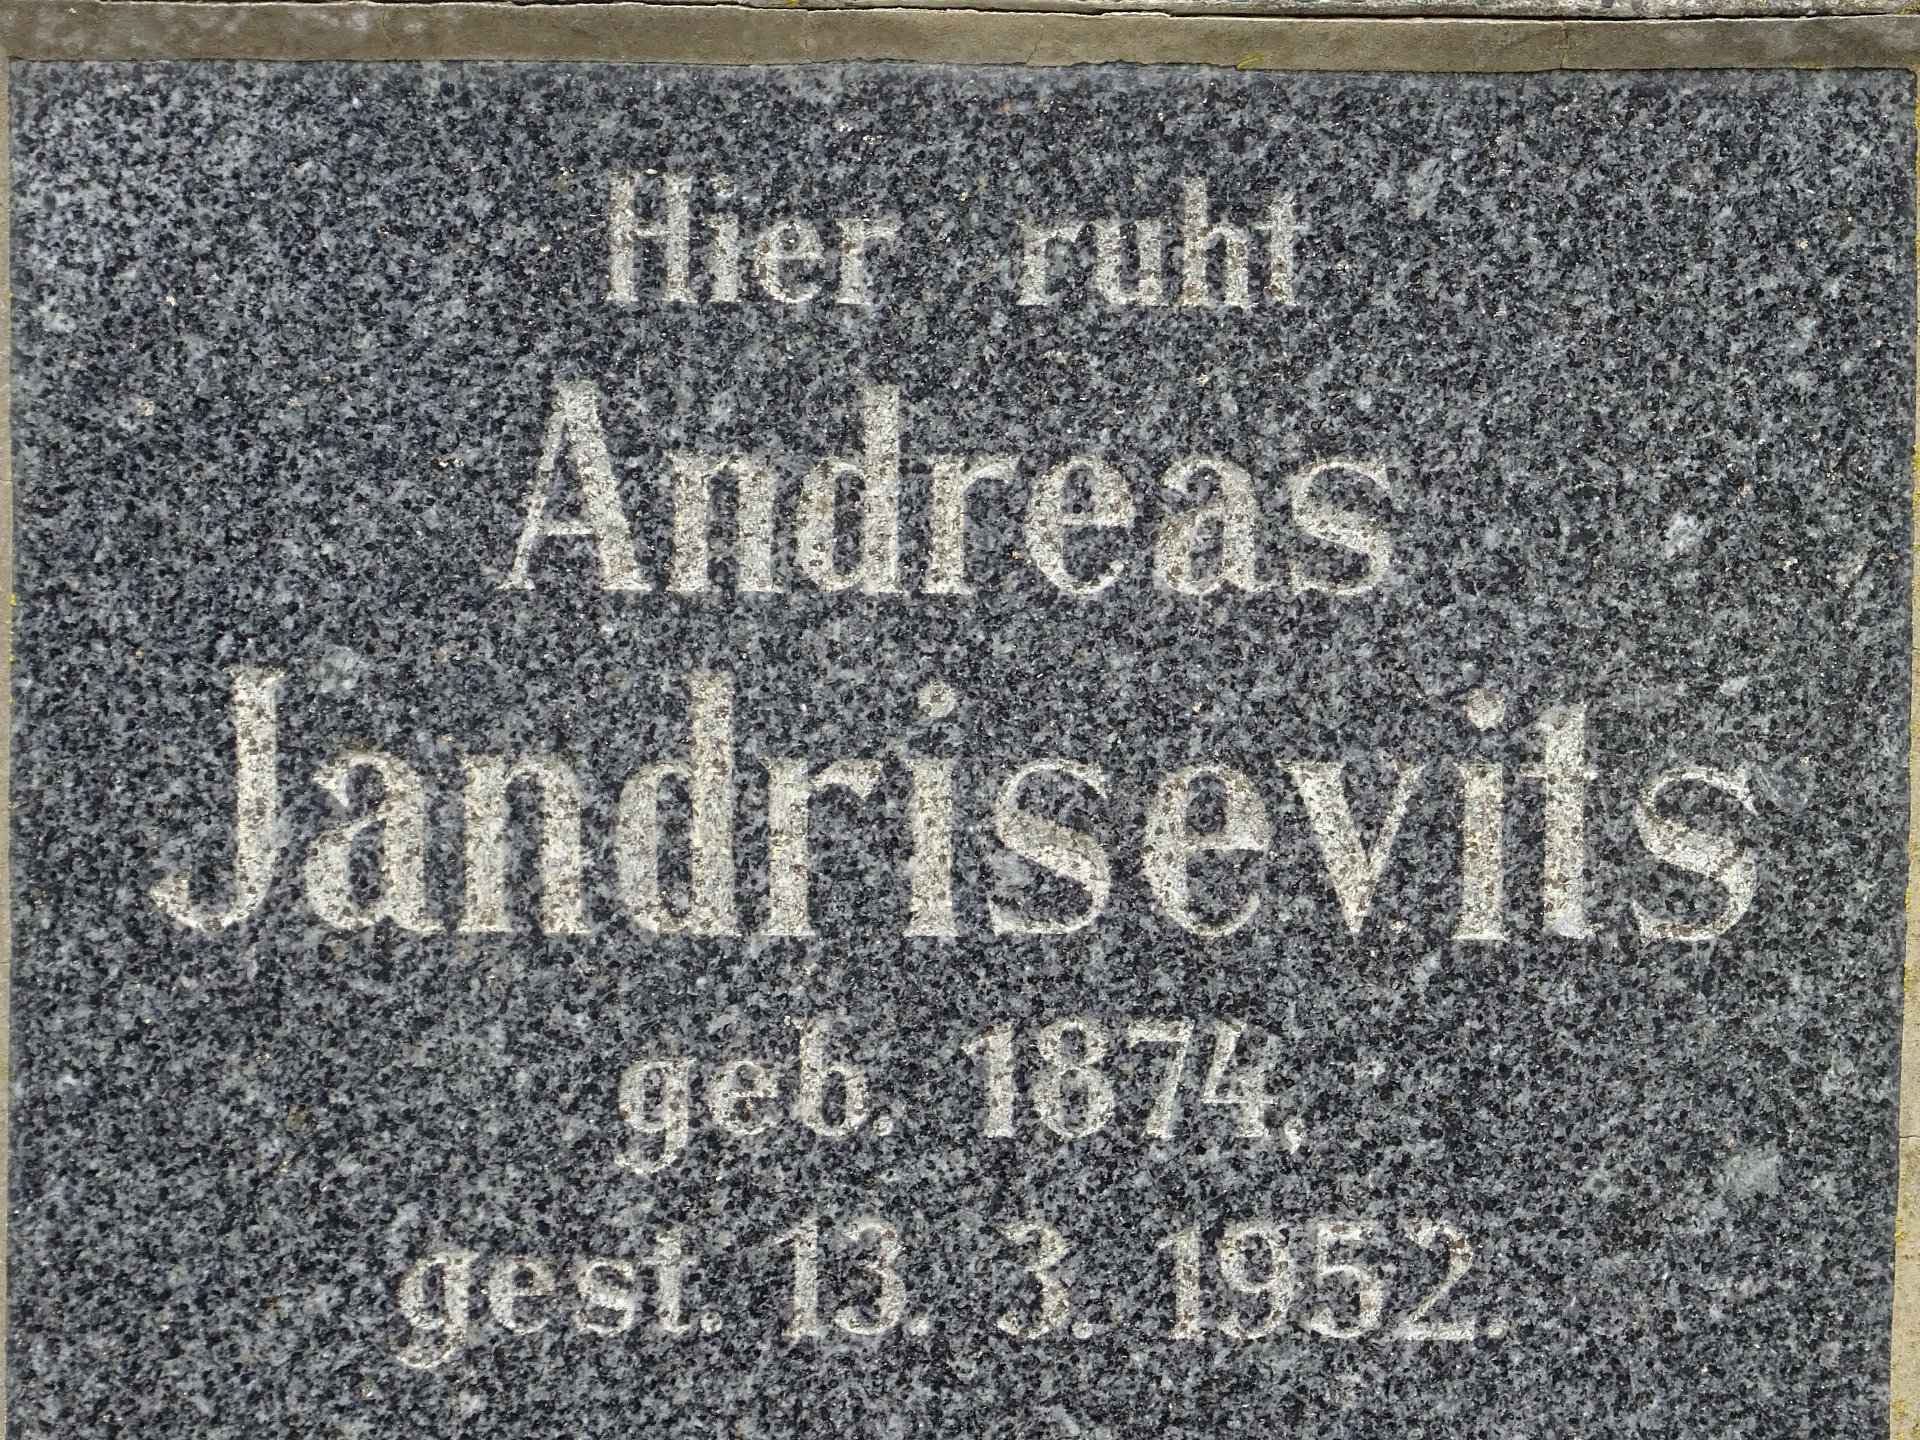 Hier ruht
Andreas
Jandrisevits
geb. 1874,
gest. 13. 3. 1952.